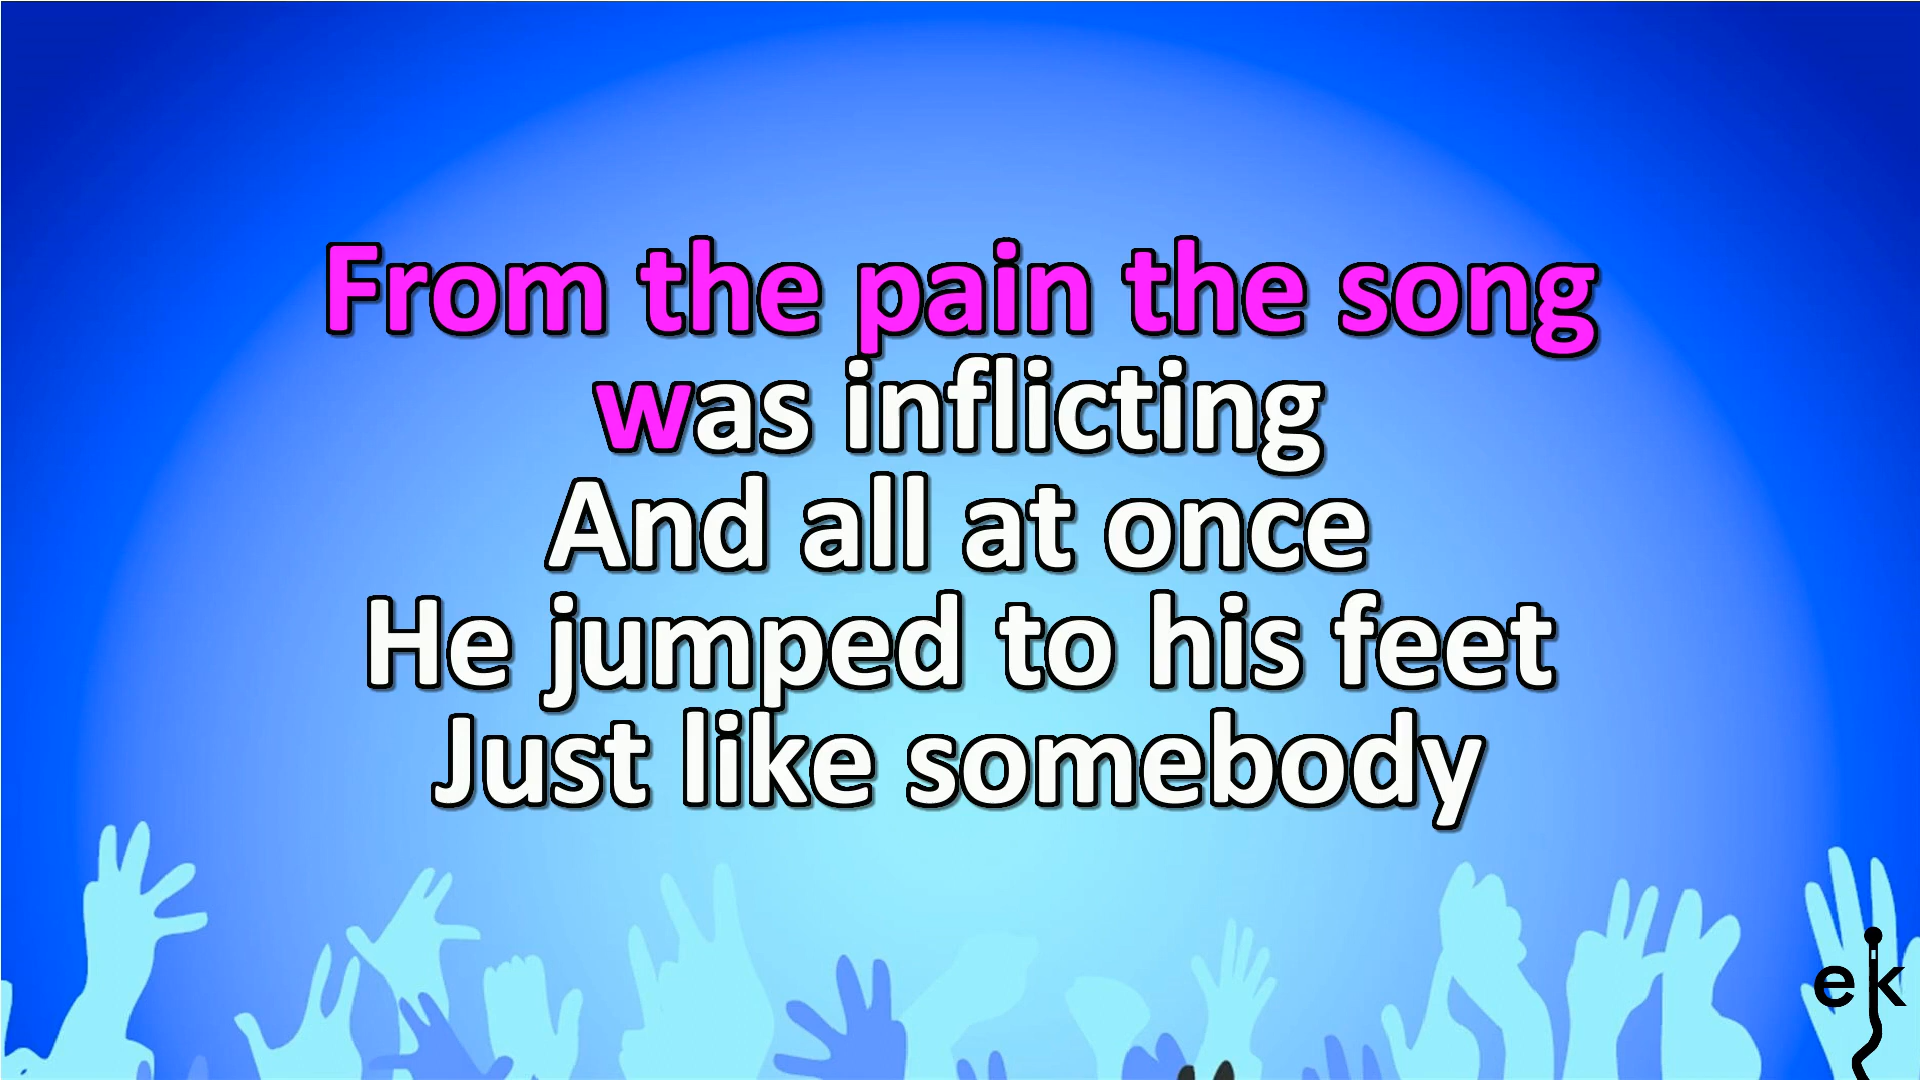 From the pain the song
was inflicting
And all at once
He jumped to his feet
Just like somebody
ek